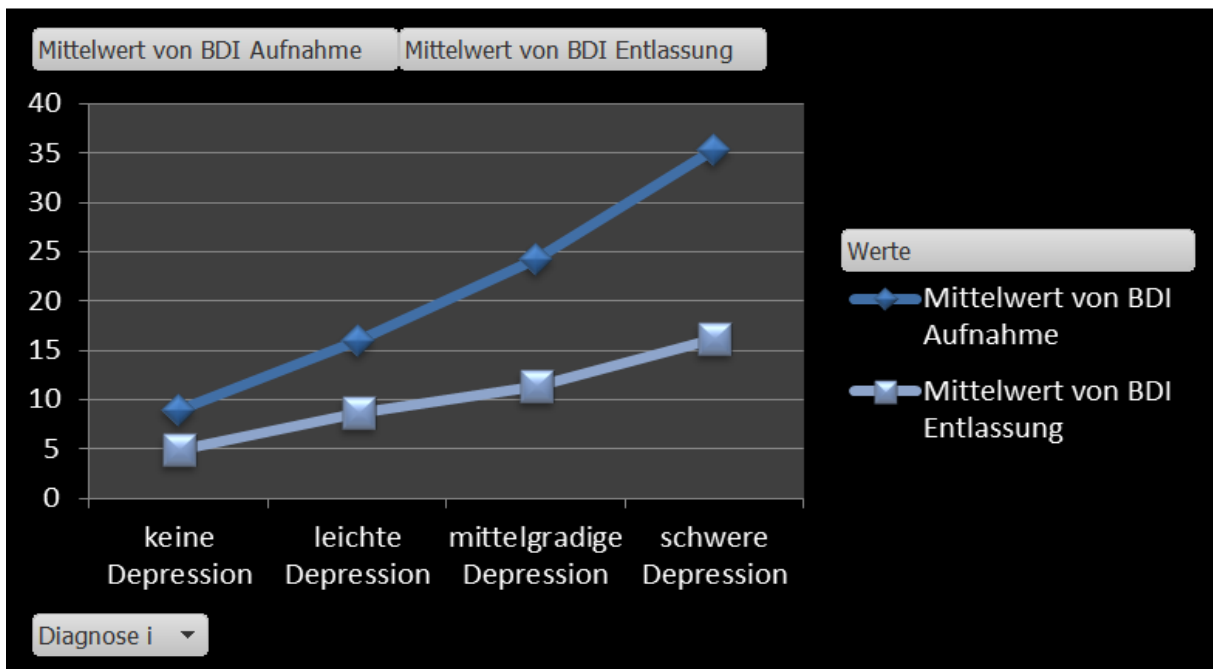 Mittelwert von BDI Aufnahme
Mittelwert von BDI Entlassung
40
35
30
25
20
15
10
5
0
keine
Depression
leichte
Depression
mittelgradige
Depression
schwere
Depression
Werte
Mittelwert von BDI
Aufnahme
Mittelwert von BDI
Entlassung
Diagnose i